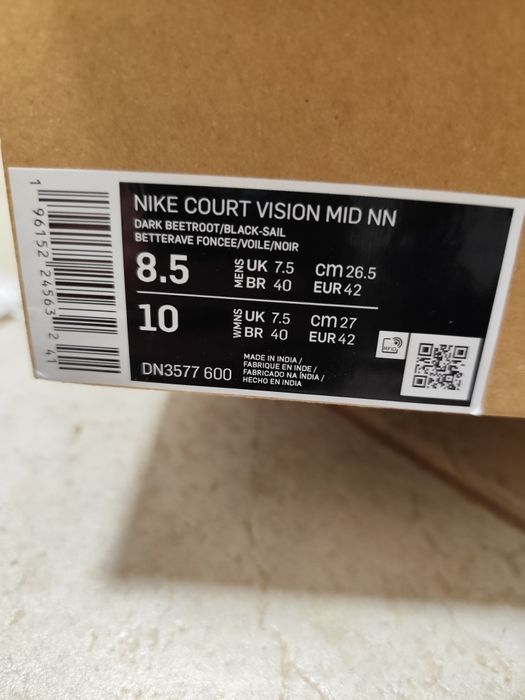 NIKE COURT VISION MID NN
DARK BEETROOT/BLACK-SAIL
BETTERAVE FONCEE/VOILE/NOIR
8.5 MENS UK 7.5 cm 26.5
BR 40 EUR 42
10 WMNS UK 7.5 cm 27
BR 40 EUR 42
DN3577 600
MADE IN INDIA /
FABRIQUE EN INDE /
FABRICADO NA ÍNDIA /
HECHO EN INDIA
RFID
1 96152 24563 2 41